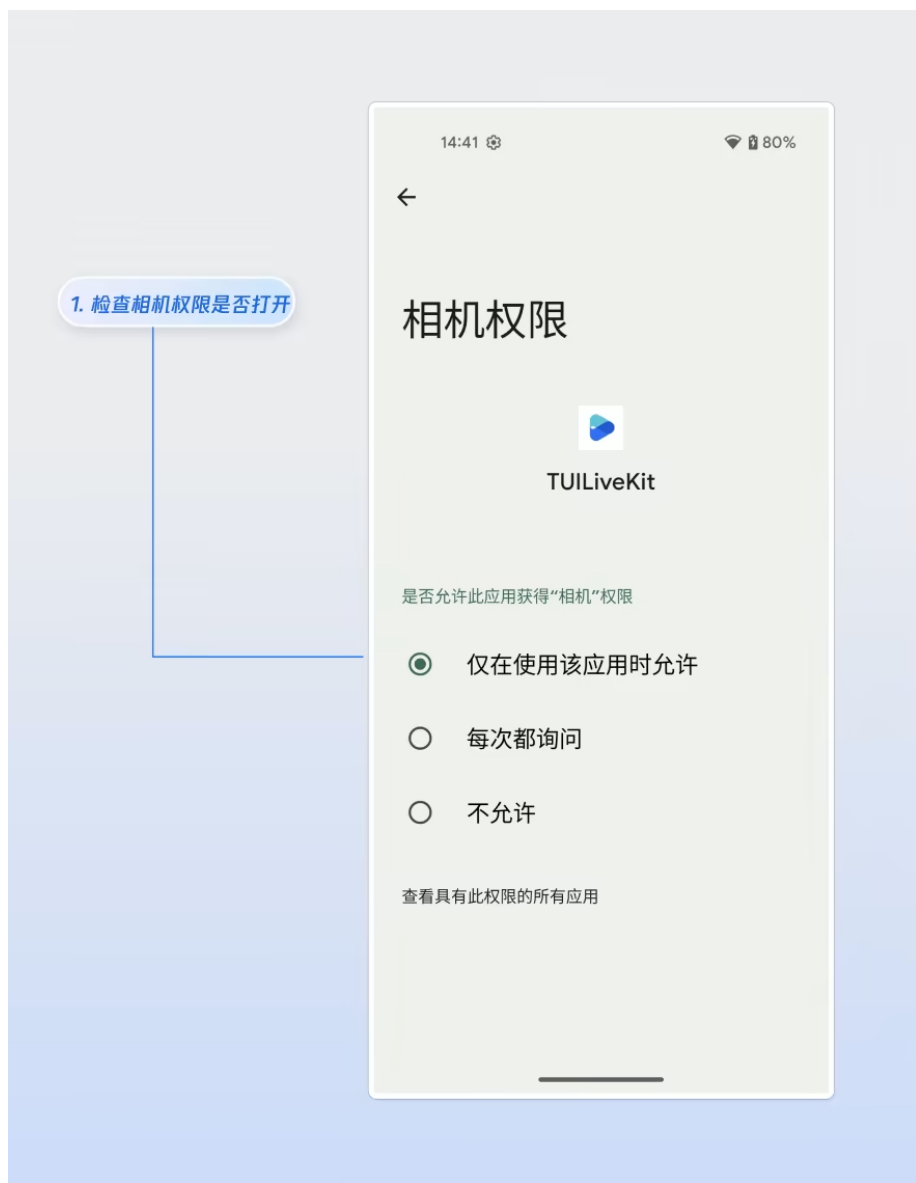 14:41
80%
1. 检查相机权限是否打开
相机权限
TUILiveKit
是否允许此应用获得“相机”权限
仅在使用该应用时允许
每次都询问
不允许
查看具有此权限的所有应用